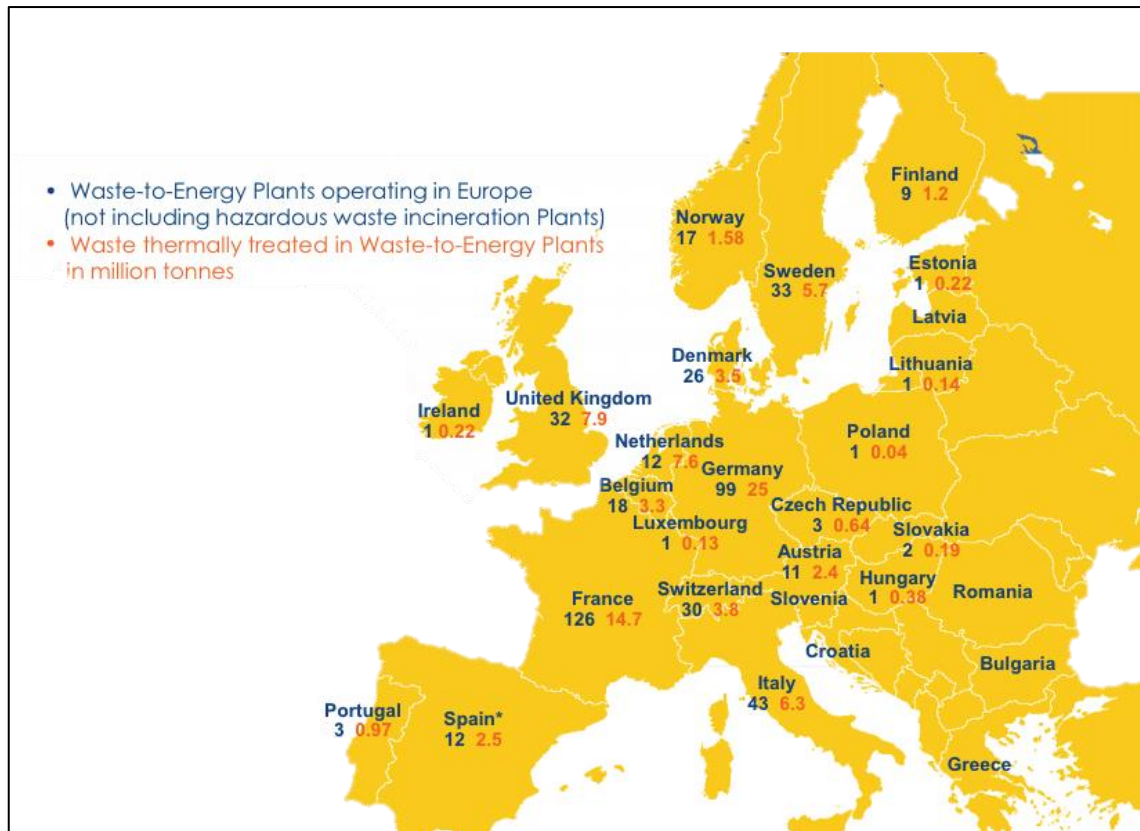 • Waste-to-Energy Plants operating in Europe
(not including hazardous waste incineration Plants)
• Waste thermally treated in Waste-to-Energy Plants
in million tonnes
Finland
9 1.2
Norway
17 1.58
Sweden
33 5.7
Estonia
1 0.22
Latvia
Denmark
26 3.5
Lithuania
1 0.14
Ireland
1 0.22
United Kingdom
32 7.9
Netherlands
12 7.6
Poland
1 0.04
Germany
99 25
Belgium
18 3.3
Czech Republic
3 0.64
Luxembourg
1 0.13
Slovakia
2 0.19
Austria
11 2.4
Hungary
1 0.38
France
126 14.7
Switzerland
30 3.8
Slovenia
Romania
Croatia
Bulgaria
Italy
43 6.3
Portugal
3 0.97
Spain*
12 2.5
Greece